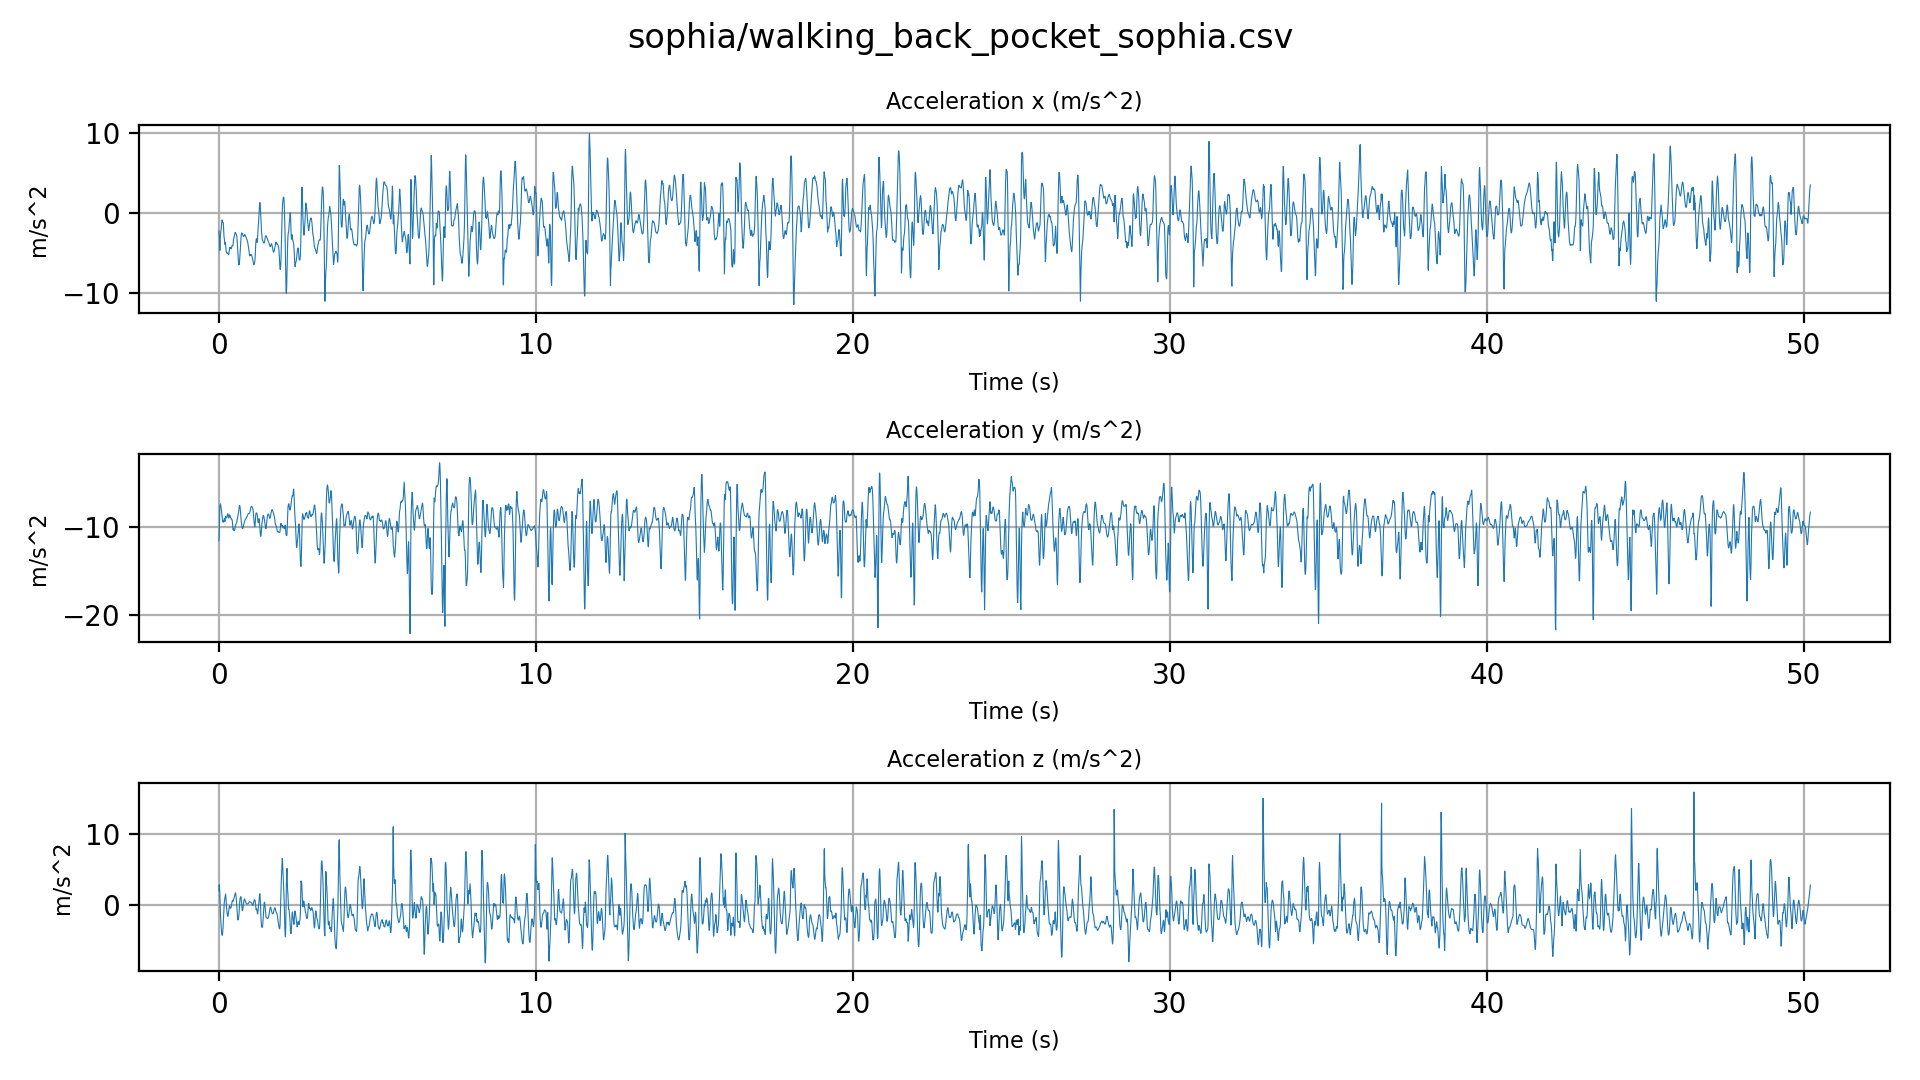 sophia/walking_back_pocket_sophia.csv
Acceleration x (m/s^2)
m/s^2
10
0
−10
0 10 20 30 40 50
Time (s)
Acceleration y (m/s^2)
m/s^2
−10
−20
0 10 20 30 40 50
Time (s)
Acceleration z (m/s^2)
m/s^2
10
0
0 10 20 30 40 50
Time (s)